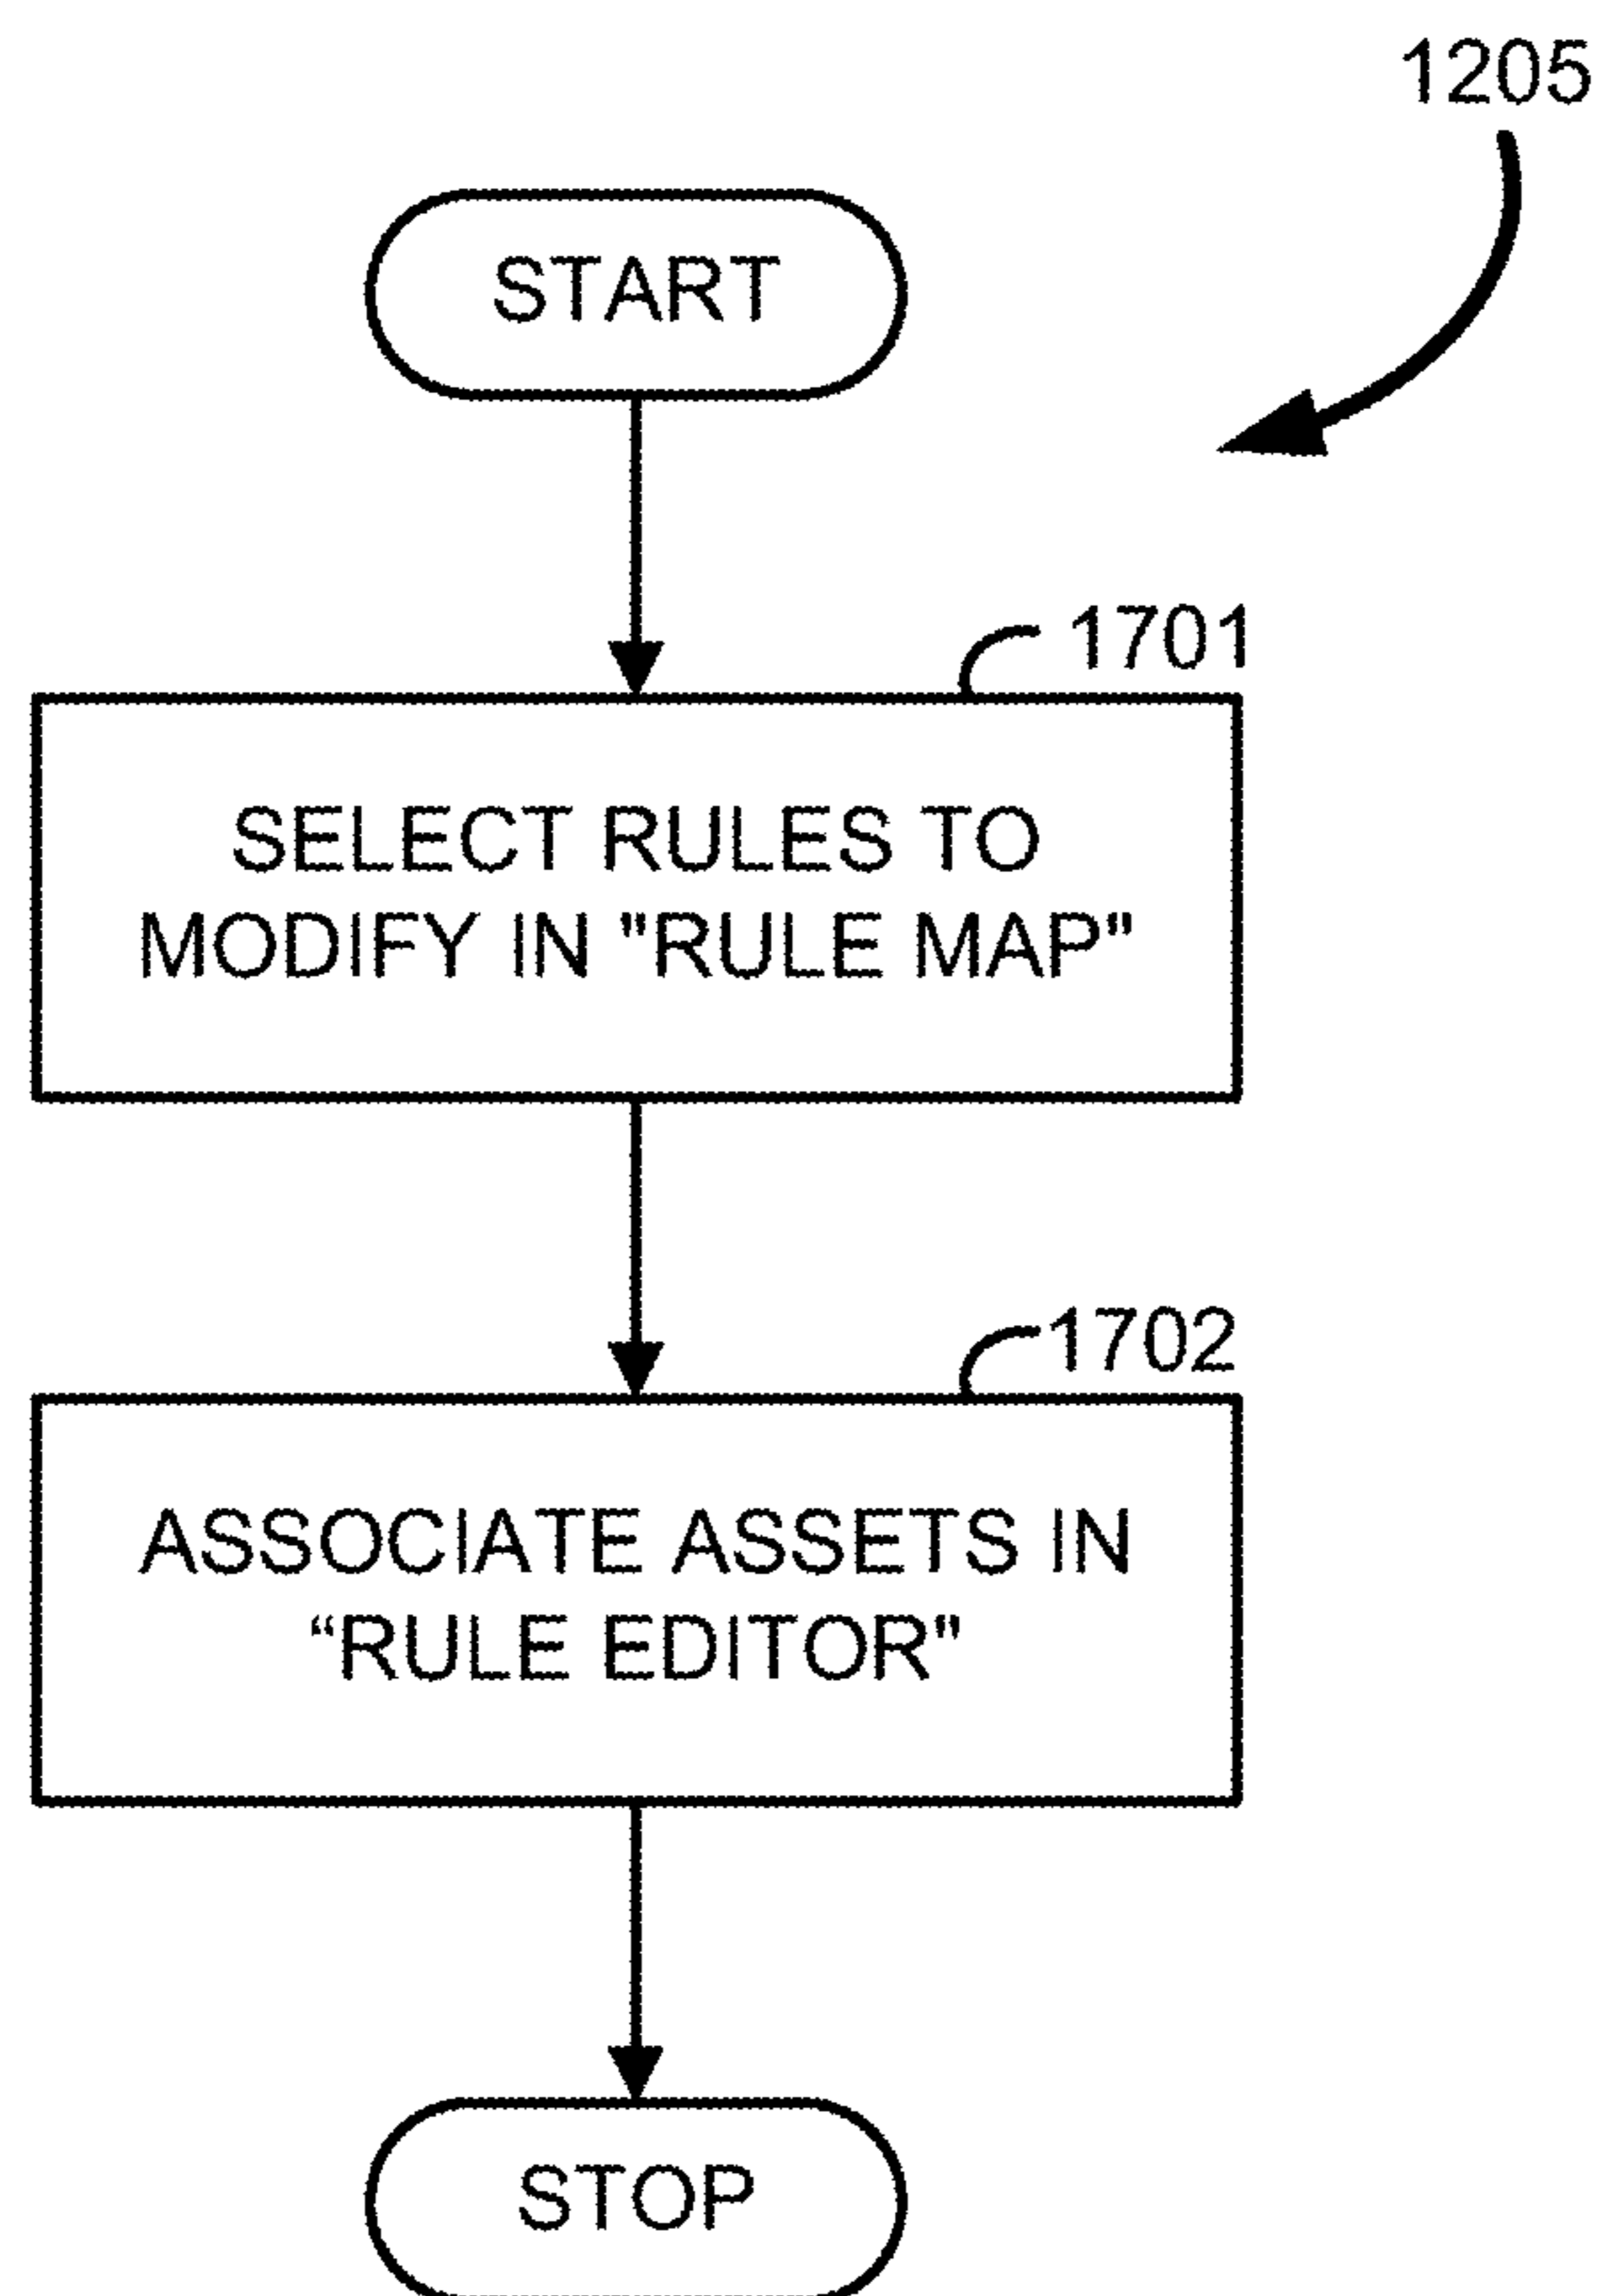 1205
START
1701
SELECT RULES TO
MODIFY IN "RULE MAP"
1702
ASSOCIATE ASSETS IN
“RULE EDITOR"
STOP